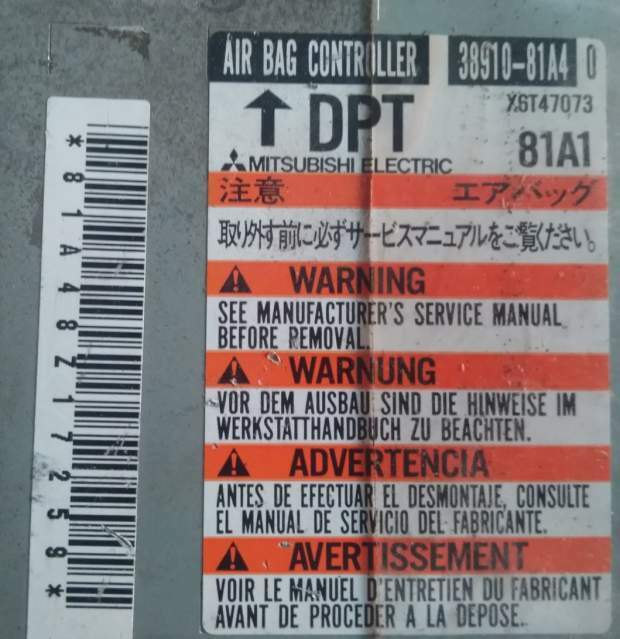 AIR BAG CONTROLLER 38910-81A4 0
DPT X6T47073
81A1
MITSUBISHI ELECTRIC
注意 エアバッグ
取り外す前に必ずサービスマニュアルをご覧ください。
WARNING
SEE MANUFACTURER'S SERVICE MANUAL
BEFORE REMOVAL.
WARNUNG
VOR DEM AUSBAU SIND DIE HINWEISE IM
WERKSTATTHANDBUCH ZU BEACHTEN.
ADVERTENCIA
ANTES DE EFECTUAR EL DESMONTAJE, CONSULTE
EL MANUAL DE SERVICIO DEL FABRICANTE.
AVERTISSEMENT
VOIR LE MANUEL D'ENTRETIEN DU FABRICANT
AVANT DE PROCEDER A LA DEPOSE.
*81A48Z17259*